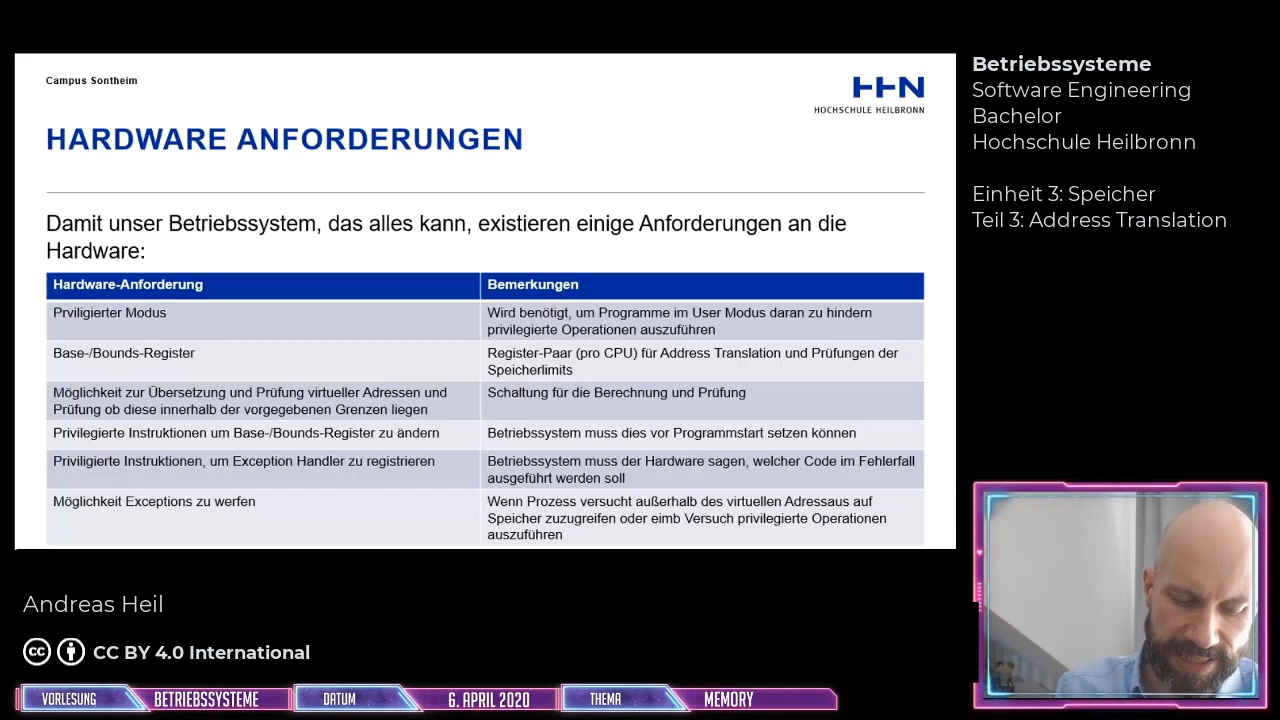 Campus Sontheim
HHN
HOCHSCHULE HEILBRONN
HARDWARE ANFORDERUNGEN
Damit unser Betriebssystem, das alles kann, existieren einige Anforderungen an die
Hardware:
Hardware-Anforderung
Bemerkungen
Prviligierter Modus
Wird benötigt, um Programme im User Modus daran zu hindern
privilegierte Operationen auszuführen
Base-/Bounds-Register
Register-Paar (pro CPU) für Address Translation und Prüfungen der
Speicherlimits
Möglichkeit zur Übersetzung und Prüfung virtueller Adressen und
Prüfung ob diese innerhalb der vorgegebenen Grenzen liegen
Schaltung für die Berechnung und Prüfung
Privilegierte Instruktionen um Base-/Bounds-Register zu ändern
Betriebssystem muss dies vor Programmstart setzen können
Priviligierte Instruktionen, um Exception Handler zu registrieren
Betriebssystem muss der Hardware sagen, welcher Code im Fehlerfall
ausgeführt werden soll
Möglichkeit Exceptions zu werfen
Wenn Prozess versucht außerhalb des virtuellen Adressaus auf
Speicher zuzugreifen oder eimb Versuch privilegierte Operationen
auszuführen
Betriebssysteme
Software Engineering
Bachelor
Hochschule Heilbronn
Einheit 3: Speicher
Teil 3: Address Translation
Andreas Heil
cc CC BY 4.0 International
VORLESUNG BETRIEBSSYSTEME DATUM 6. APRIL 2020 THEMA MEMORY